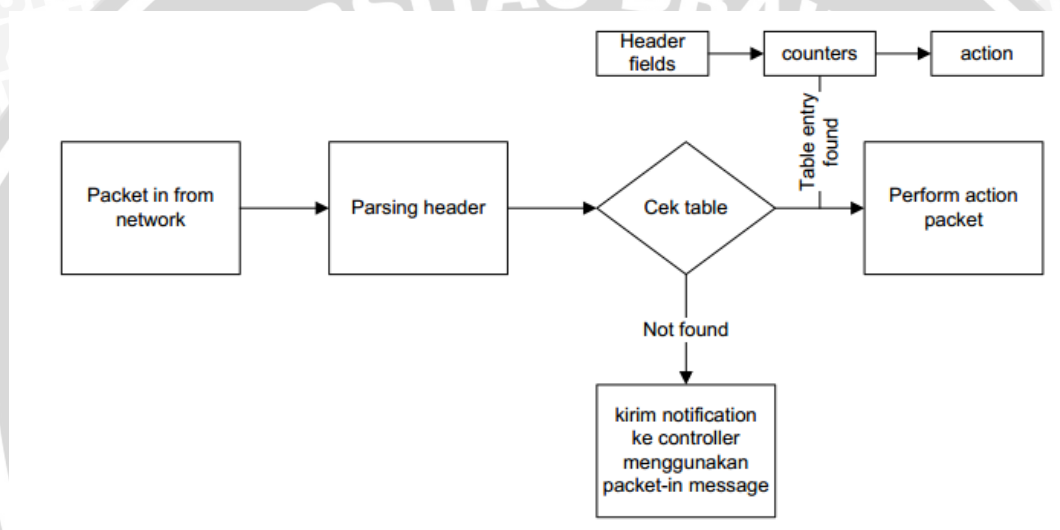 Header
fields
counters
action
Table entry
found
Packet in from
network
Parsing header
Cek table
Perform action
packet
Not found
kirim notification
ke controller
menggunakan
packet-in message